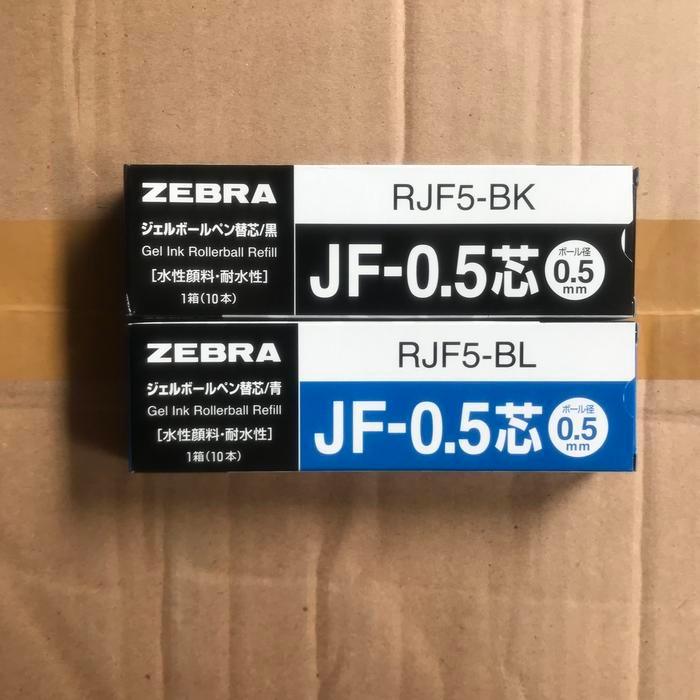 ZEBRA
ジェルボールペン替芯/黒
Gel Ink Rollerball Refill
[水性顔料・耐水性]
1箱(10本)
RJF5-BK
JF-0.5芯
ボール径
0.5
mm
ZEBRA
ジェルボールペン替芯/青
Gel Ink Rollerball Refill
[水性顔料・耐水性]
1箱(10本)
RJF5-BL
JF-0.5芯
ボール径
0.5
mm